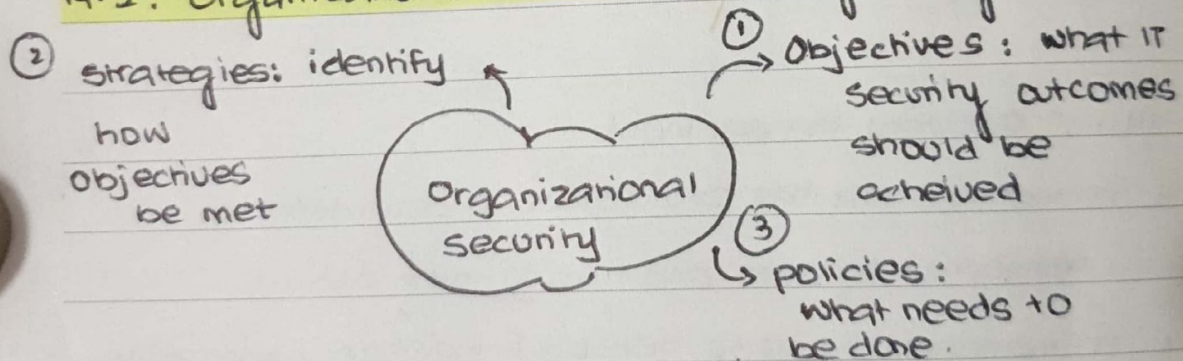 ① Objectives: what IT
security outcomes
should be
acheived
② strategies: identify
how
objectives
be met
Organizational
security
③
policies:
what needs to
be done.